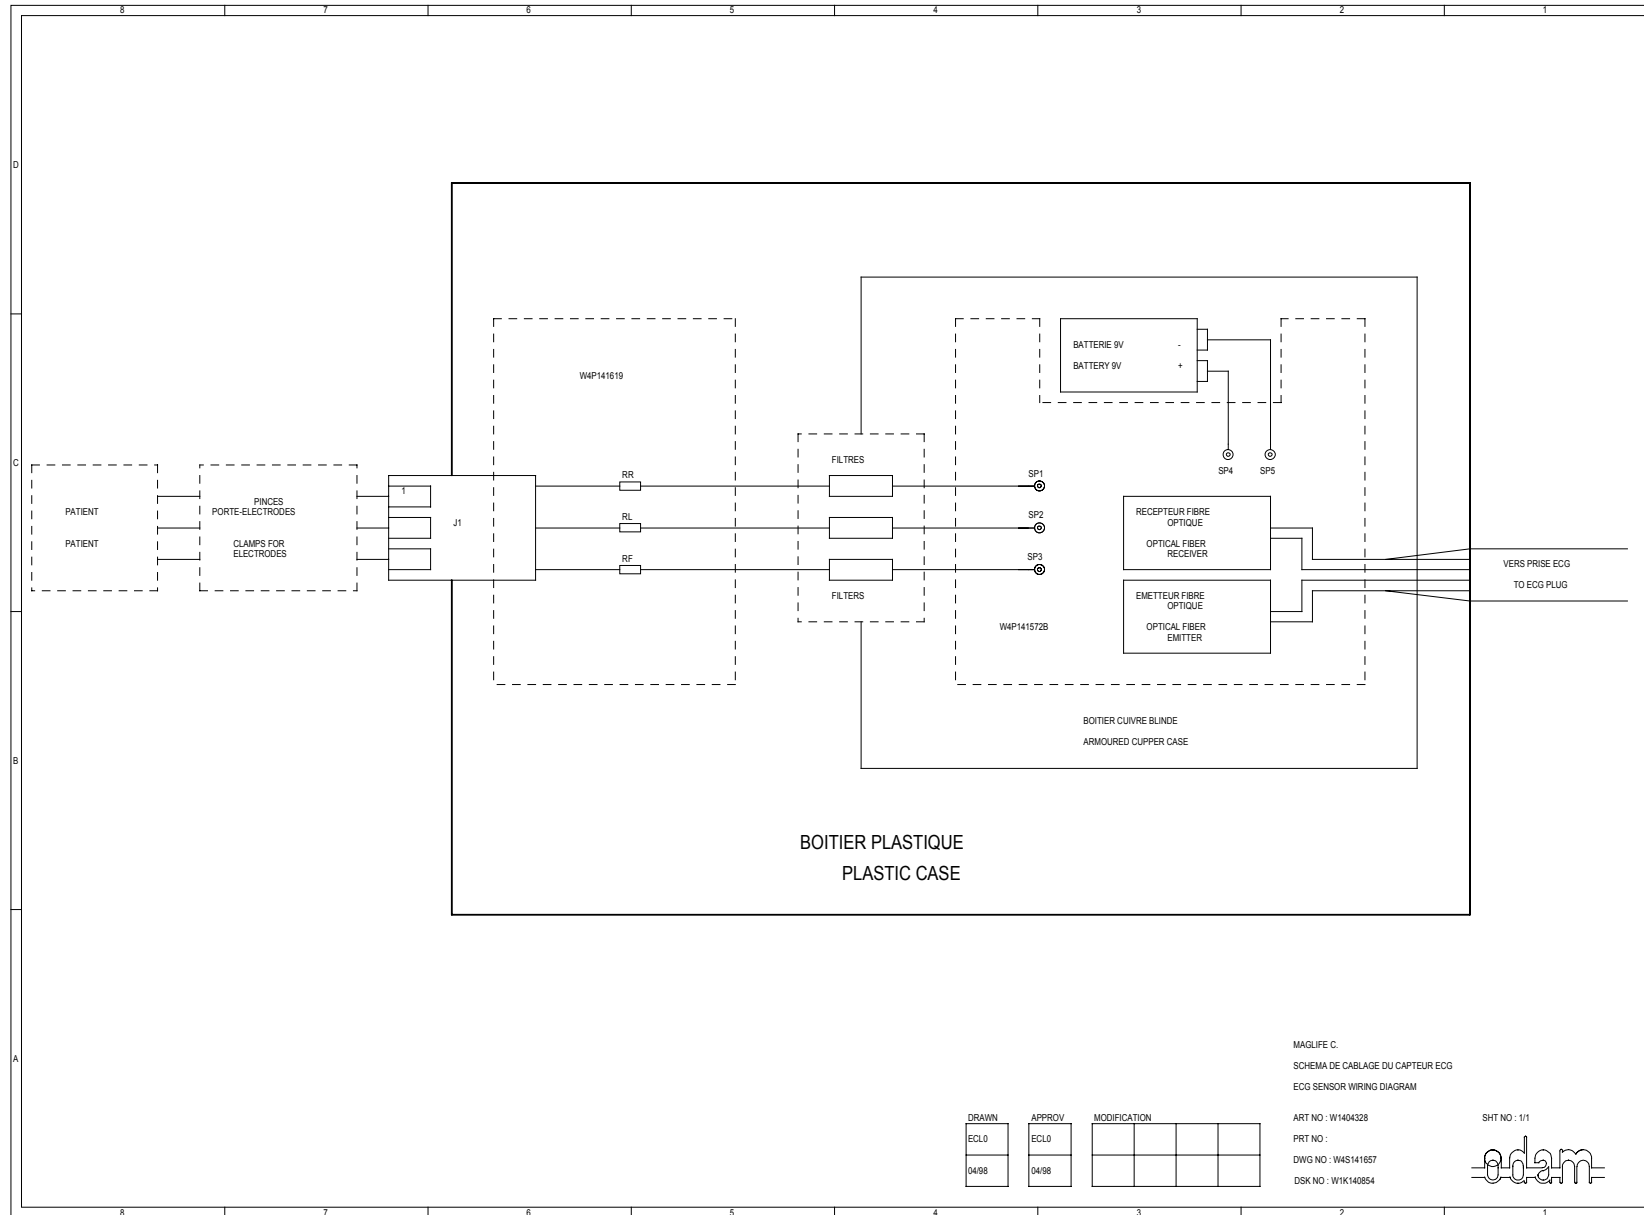 8 7 6 5 4 3 2 1
D
C
B
A
BATTERIE 9V -
BATTERY 9V +
W4P141619
SP4 SP5
FILTRES
RR
RL
RF
SP1
SP2
SP3
FILTERS
1
J1
PATIENT
PATIENT
PINCES
PORTE-ELECTRODES
CLAMPS FOR
ELECTRODES
RECEPTEUR FIBRE
OPTIQUE
OPTICAL FIBER
RECEIVER
EMETTEUR FIBRE
OPTIQUE
OPTICAL FIBER
EMITTER
W4P141572B
VERS PRISE ECG
TO ECG PLUG
BOITIER CUIVRE BLINDE
ARMOURED CUPPER CASE
BOITIER PLASTIQUE
PLASTIC CASE
MAGLIFE C.
SCHEMA DE CABLAGE DU CAPTEUR ECG
ECG SENSOR WIRING DIAGRAM
DRAWN APPROV MODIFICATION
ECL0 ECL0
04/98 04/98
ART NO : W1404328
PRT NO :
DWG NO : W4S141657
DSK NO : W1K140854
SHT NO : 1/1
odam
8 7 6 5 4 3 2 1